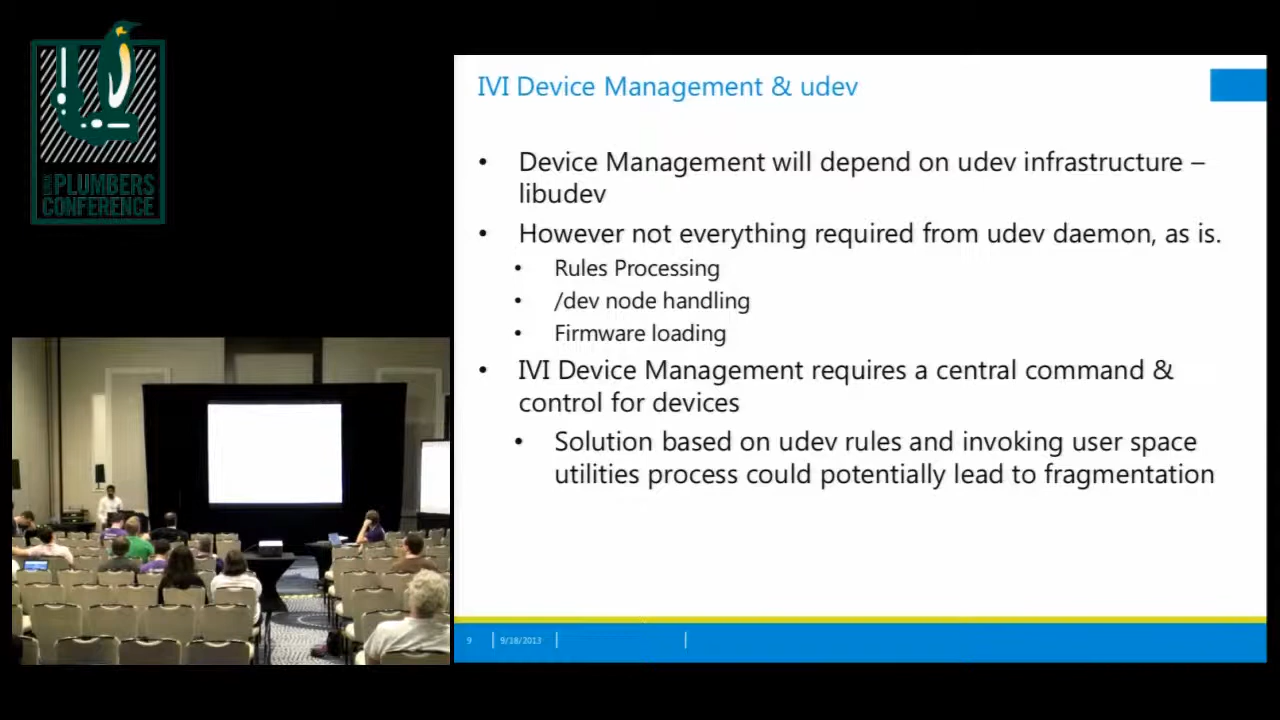 LINUX
PLUMBERS
CONFERENCE
IVI Device Management & udev
• Device Management will depend on udev infrastructure –
libudev
• However not everything required from udev daemon, as is.
• Rules Processing
• /dev node handling
• Firmware loading
• IVI Device Management requires a central command &
control for devices
• Solution based on udev rules and invoking user space
utilities process could potentially lead to fragmentation
9 | 9/18/2013 | |